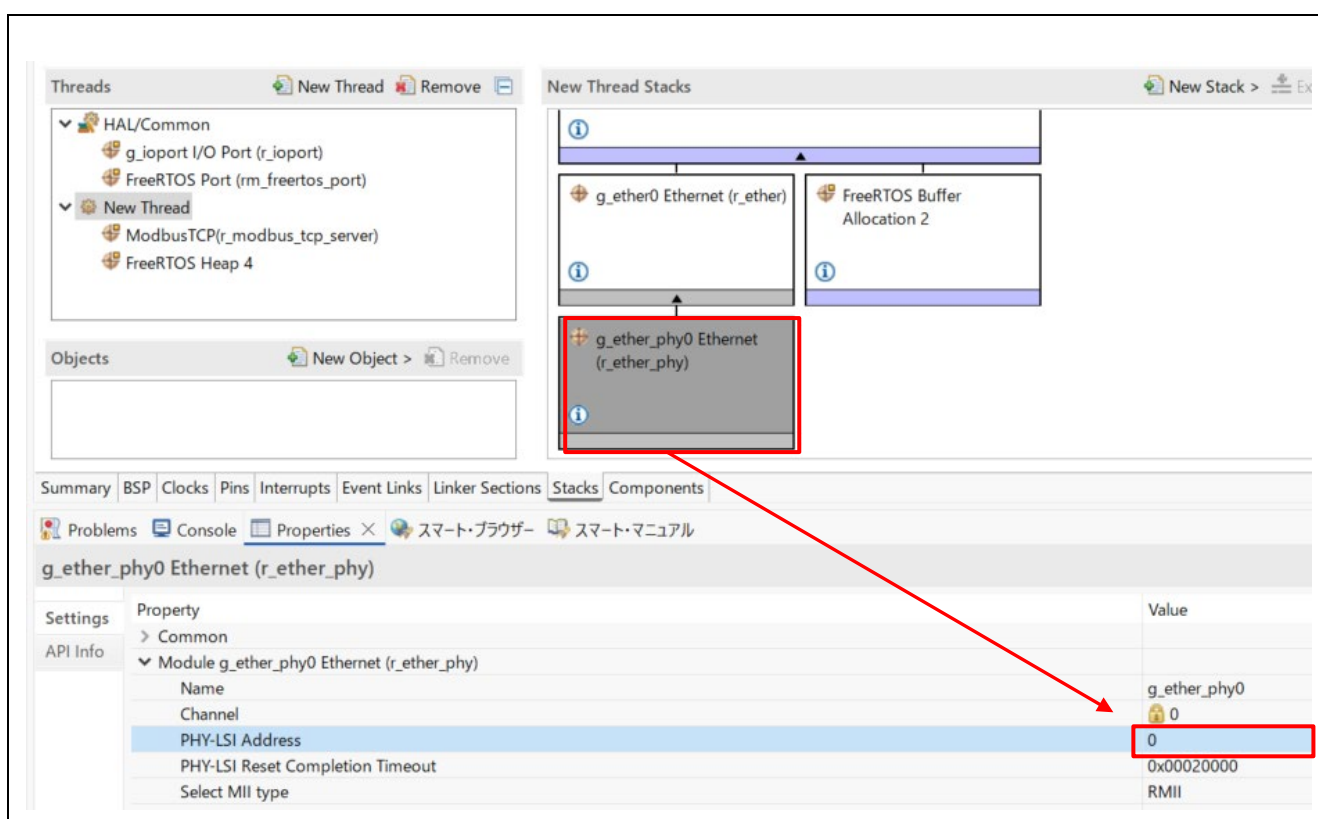 Threads
New Thread
Remove
HAL/Common
g_ioport I/O Port (r_ioport)
FreeRTOS Port (rm_freertos_port)
New Thread
ModbusTCP(r_modbus_tcp_server)
FreeRTOS Heap 4
Objects
New Object >
Remove
New Thread Stacks
New Stack >
Ex
g_ether0 Ethernet (r_ether)
FreeRTOS Buffer
Allocation 2
g_ether_phy0 Ethernet
(r_ether_phy)
Summary BSP Clocks Pins Interrupts Event Links Linker Sections Stacks Components
Problems Console Properties スマート・ブラウザー スマート・マニュアル
g_ether_phy0 Ethernet (r_ether_phy)
Settings
API Info
Property Value
Common
Module g_ether_phy0 Ethernet (r_ether_phy)
Name g_ether_phy0
Channel 0
PHY-LSI Address 0
PHY-LSI Reset Completion Timeout 0x00020000
Select MII type RMII